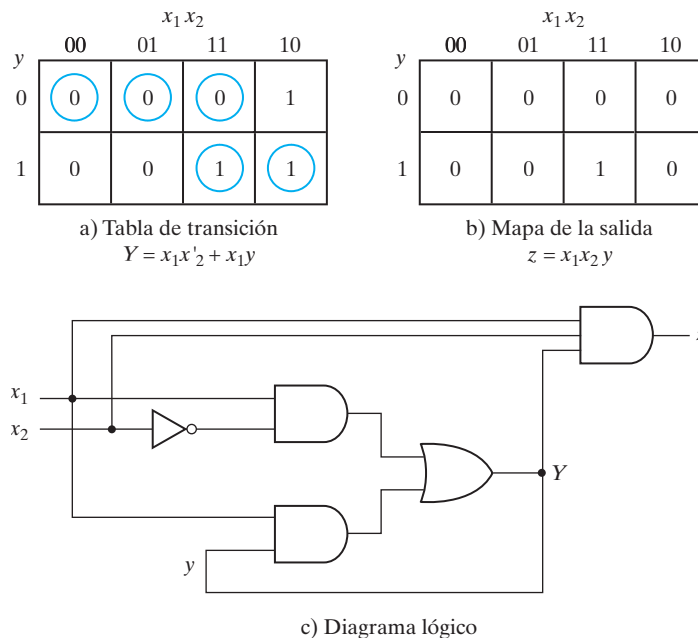 x1 x2 x1 x2
y 00 01 11 10 y 00 01 11 10
0 0 0 0 1 0 0 0 0 0
1 0 0 1 1 1 0 0 1 0
a) Tabla de transición b) Mapa de la salida
Y = x1x'2 + x1y z = x1x2 y
x1
x2
Y
y
c) Diagrama lógico